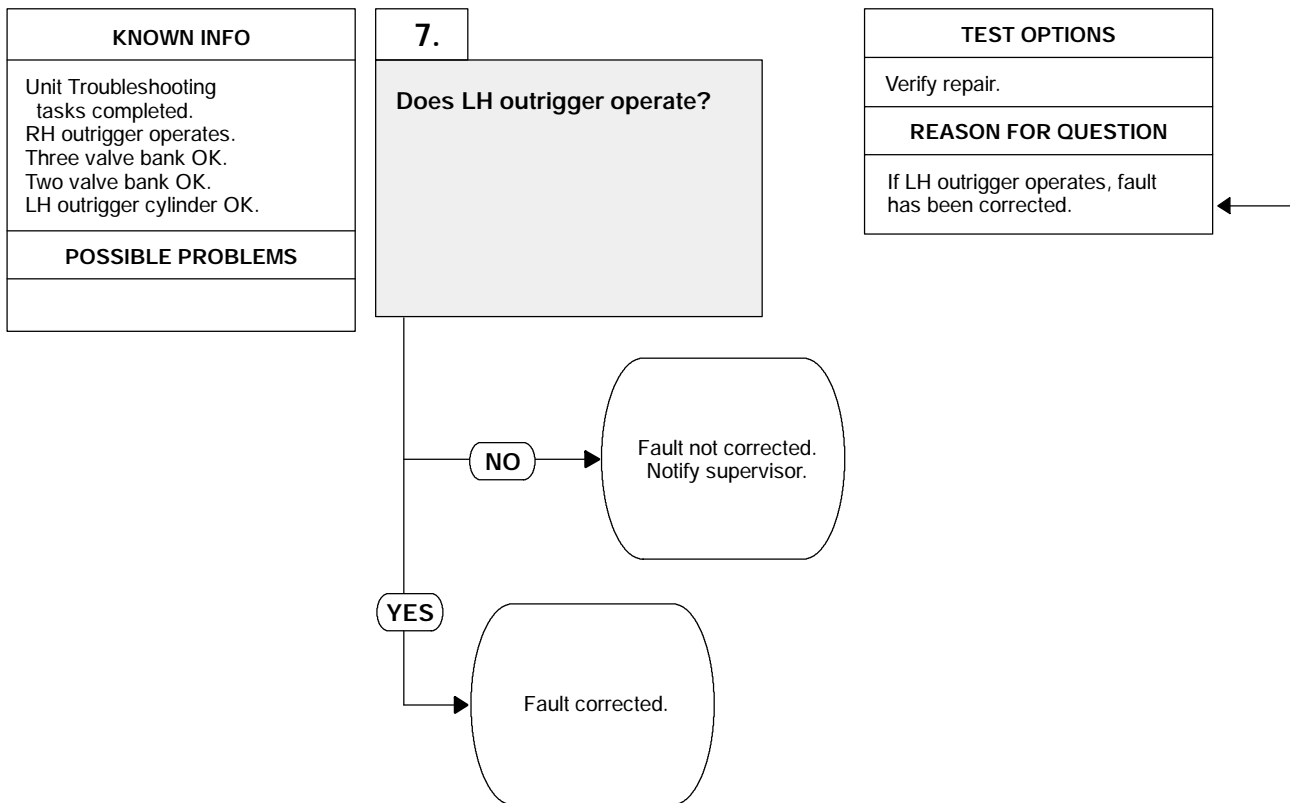 KNOWN INFO
Unit Troubleshooting
tasks completed.
RH outrigger operates.
Three valve bank OK.
Two valve bank OK.
LH outrigger cylinder OK.
POSSIBLE PROBLEMS
7.
Does LH outrigger operate?
TEST OPTIONS
Verify repair.
REASON FOR QUESTION
If LH outrigger operates, fault
has been corrected.
NO
Fault not corrected.
Notify supervisor.
YES
Fault corrected.